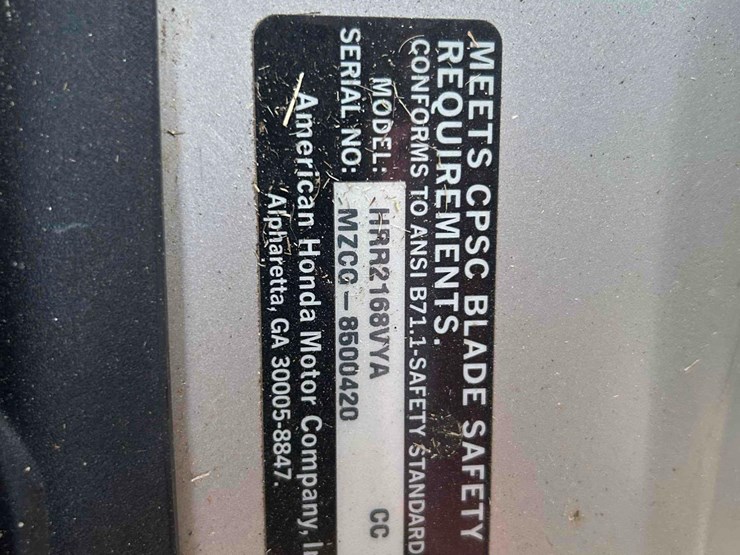 MEETS CPSC BLADE SAFETY
REQUIREMENTS.
CONFORMS TO ANSI B71.1-SAFETY STANDARD
MODEL: HRR2168VYA CC
SERIAL NO: MZCG-8500420
American Honda Motor Company, I
Alpharetta, GA 30005-8847.